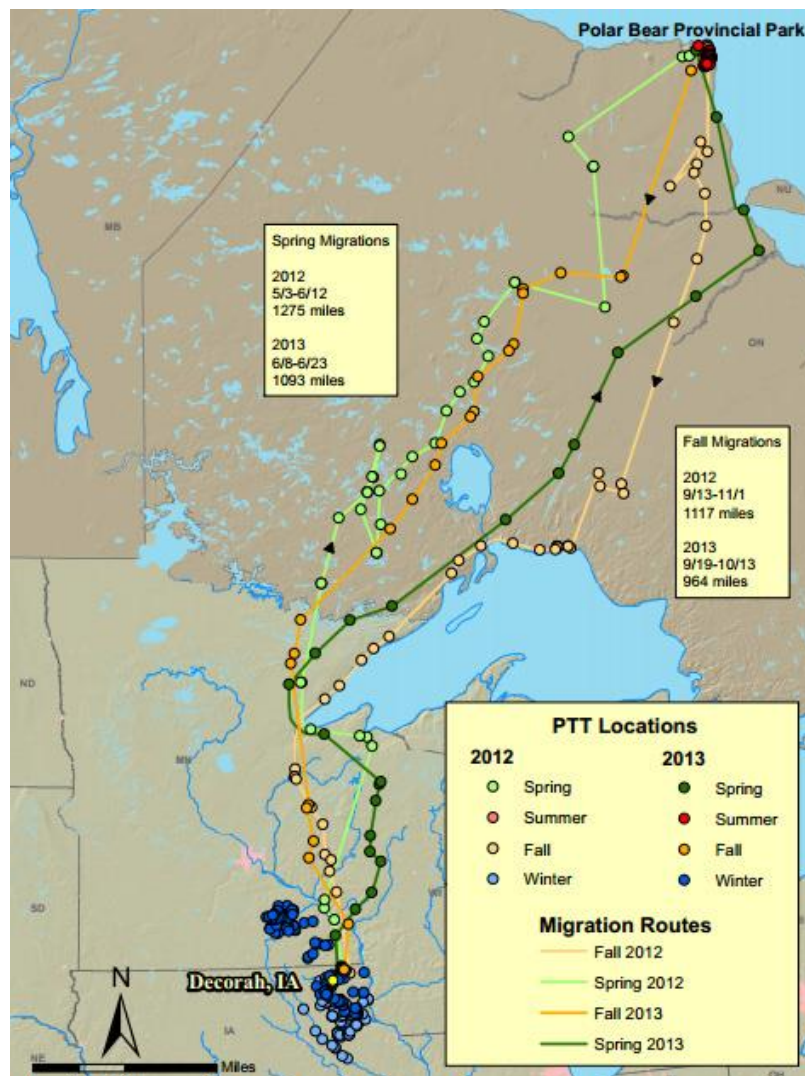 Polar Bear Provincial Park
NU
MB
Spring Migrations
2012
5/3-6/12
1275 miles
2013
6/8-6/23
1093 miles
ON
Fall Migrations
2012
9/13-11/1
1117 miles
2013
9/19-10/13
964 miles
ND
MN
PTT Locations
2012 2013
Spring Spring
Summer Summer
Fall Fall
Winter Winter
WI
SD
Migration Routes
Fall 2012
Spring 2012
Fall 2013
Spring 2013
N
Decorah, IA
IA
NE
Miles
OH